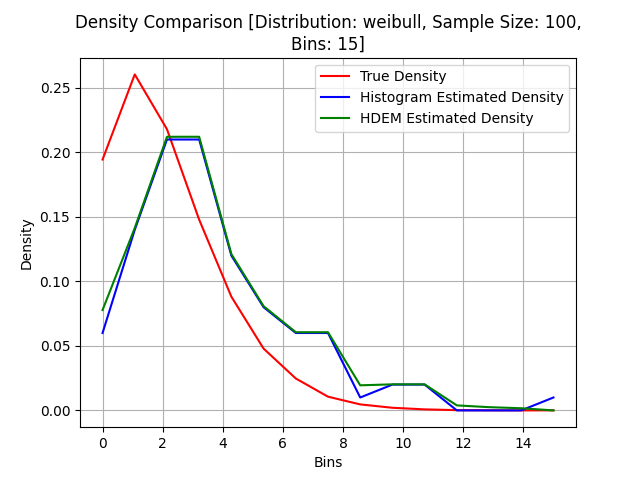 Density Comparison [Distribution: weibull, Sample Size: 100,
Bins: 15]
True Density
Histogram Estimated Density
HDEM Estimated Density
Density
0.25
0.20
0.15
0.10
0.05
0.00
0 2 4 6 8 10 12 14
Bins